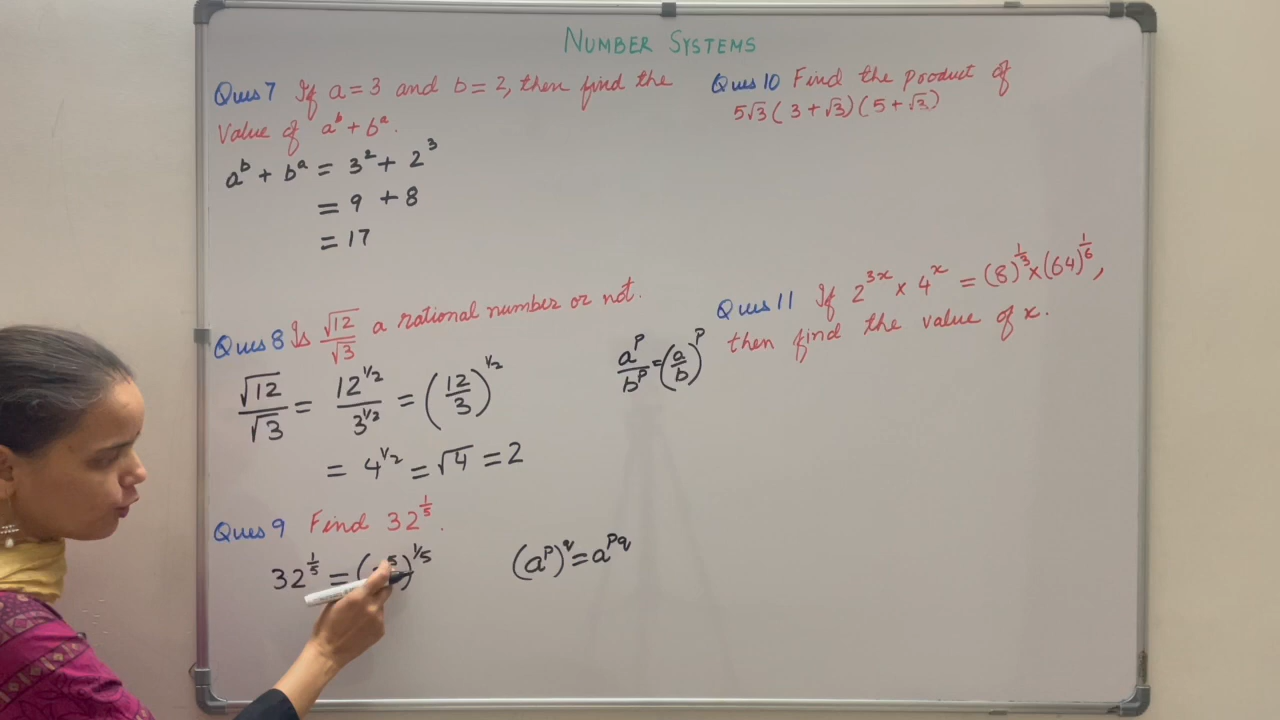 NUMBER SYSTEMS
Ques 7 If a = 3 and b = 2, then find the
value of a^b + b^a.
a^b + b^a = 3^2 + 2^3
= 9 + 8
= 17
Ques 8 Is √12/√3 a rational number or not.
√12/√3 = 12^1/2 / 3^1/2 = (12/3)^1/2
= 4^1/2 = √4 = 2
a^p/b^p = (a/b)^p
Ques 9 Find 32^1/5.
32^1/5 = ( ^5)^1/5
(a^p)^q = a^pq
Ques 10 Find the product of
5√3 (3 + √3) (5 + √3)
Ques 11 If 2^3x × 4^x = (8)^1/3 × (64)^1/6,
then find the value of x.